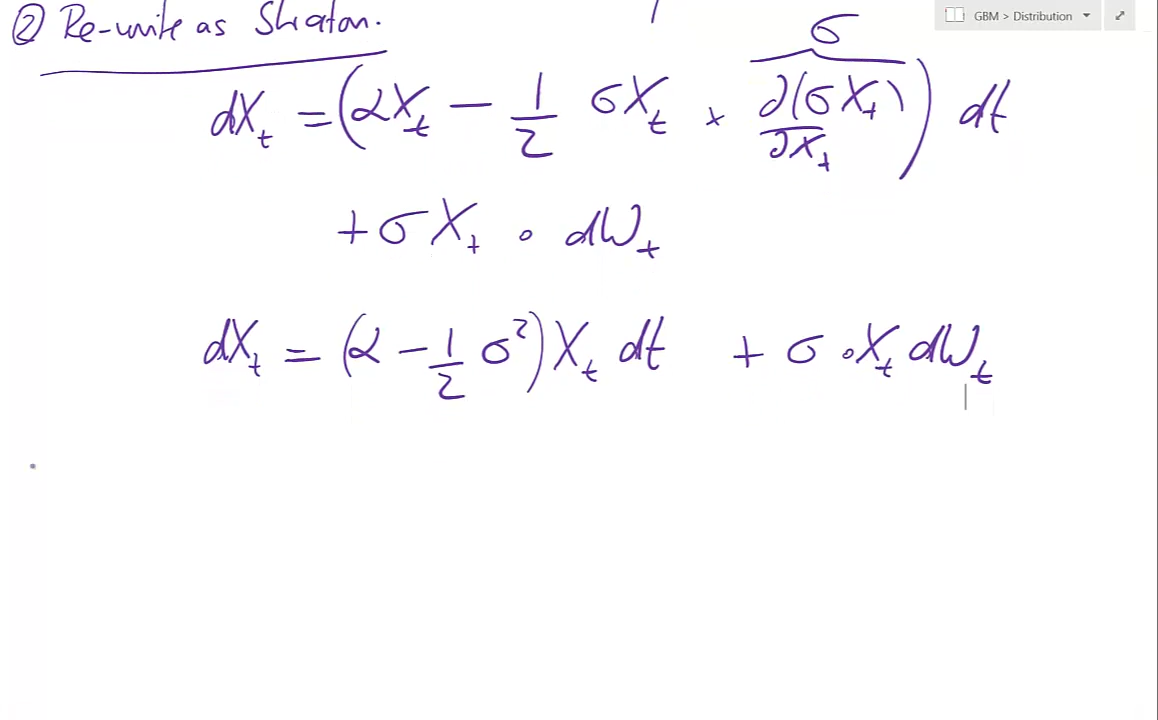 GBM > Distribution
② Re-write as Straton.
dX_t = (αX_t − 1/2 σX_t × ∂(σX_t)/∂X_t) dt
σ
+ σX_t ∘ dW_t
dX_t = (α − 1/2 σ²)X_t dt + σ ∘X_t dW_t